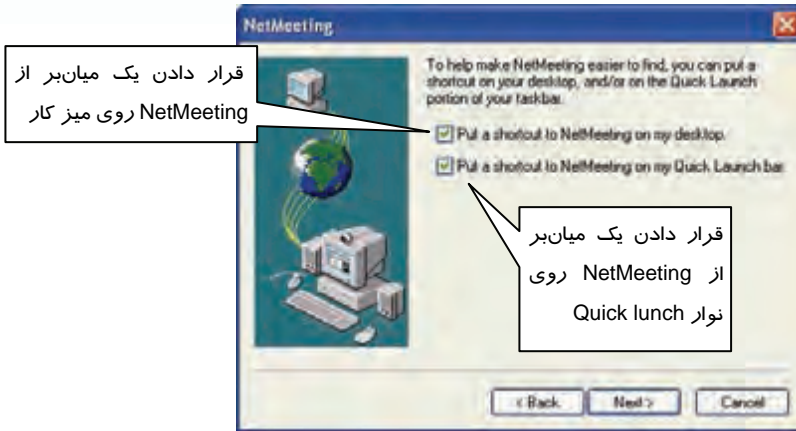 NetMeeting
To help make NetMeeting easier to find, you can put a
shortcut on your desktop, and/or on the Quick Launch
portion of your taskbar.
قرار دادن یک میان‌بر از
NetMeeting روی میز کار
Put a shortcut to NetMeeting on my desktop.
Put a shortcut to NetMeeting on my Quick Launch bar.
قرار دادن یک میان‌بر
از NetMeeting روی
نوار Quick lunch
< Back
Next >
Cancel